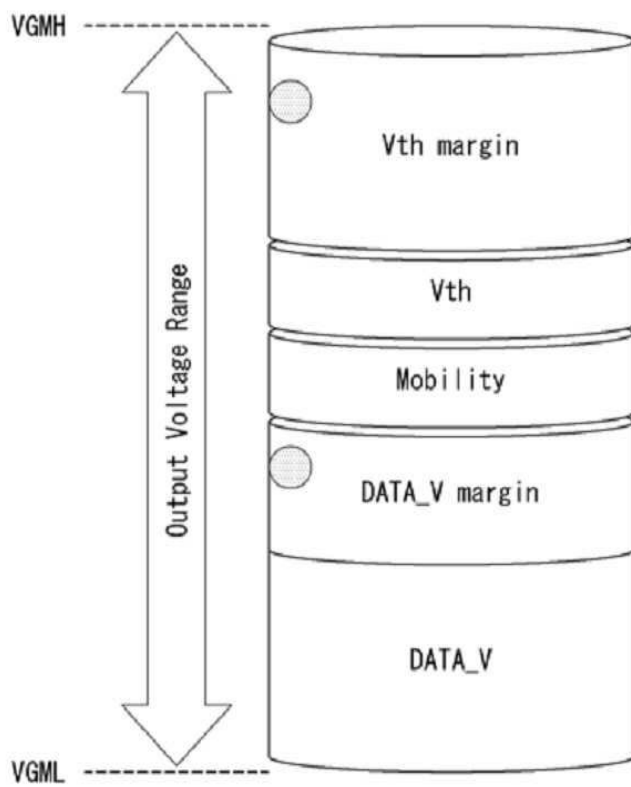 VGMH
Vth margin
Vth
Mobility
Output Voltage Range
DATA_V margin
DATA_V
VGML